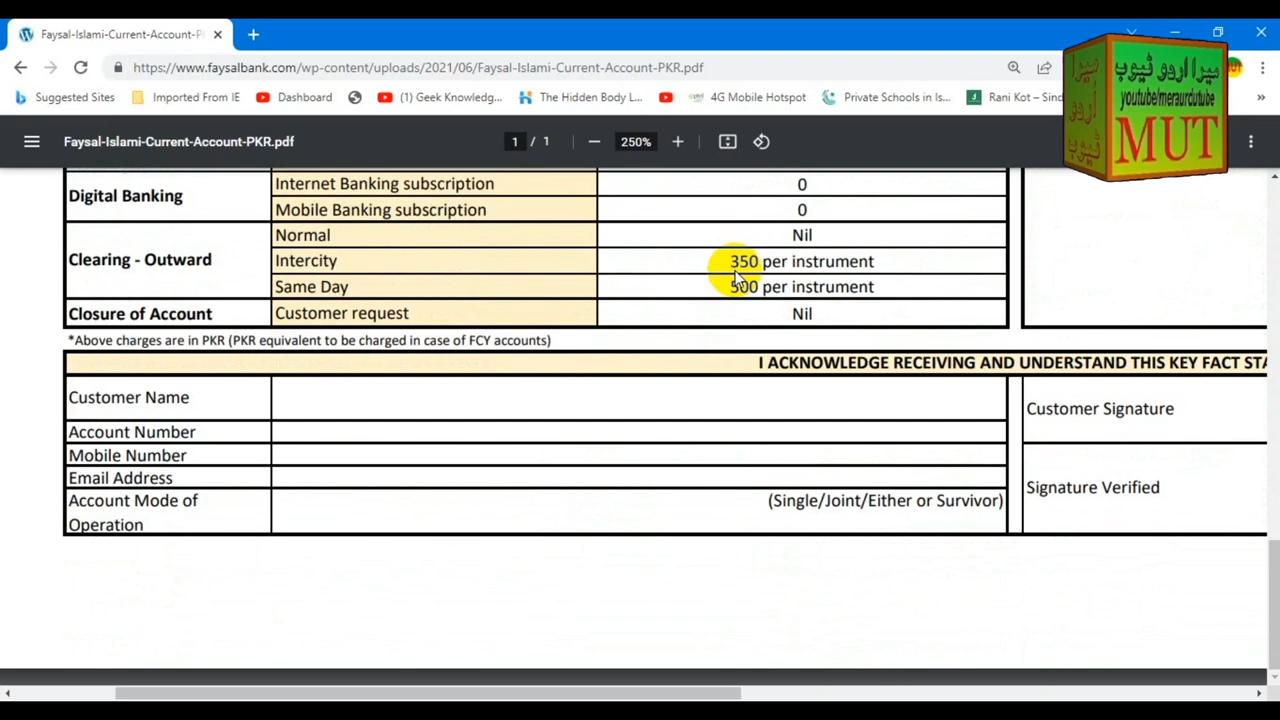 Faysal-Islami-Current-Account-P
https://www.faysalbank.com/wp-content/uploads/2021/06/Faysal-Islami-Current-Account-PKR.pdf
Suggested Sites Imported From IE Dashboard (1) Geek Knowledg... The Hidden Body L... 4G Mobile Hotspot Private Schools in Is... Rani Kot – Sind
Faysal-Islami-Current-Account-PKR.pdf 1 / 1 250%
میرا اردو ٹیوب
youtube/meraurdutube
MUT
میرا
اردو
ٹیوب
Digital Banking
Internet Banking subscription 0
Mobile Banking subscription 0
Clearing - Outward
Normal Nil
Intercity 350 per instrument
Same Day 500 per instrument
Closure of Account Customer request Nil
*Above charges are in PKR (PKR equivalent to be charged in case of FCY accounts)
I ACKNOWLEDGE RECEIVING AND UNDERSTAND THIS KEY FACT STA
Customer Name
Customer Signature
Account Number
Mobile Number
Email Address
Signature Verified
Account Mode of
Operation
(Single/Joint/Either or Survivor)